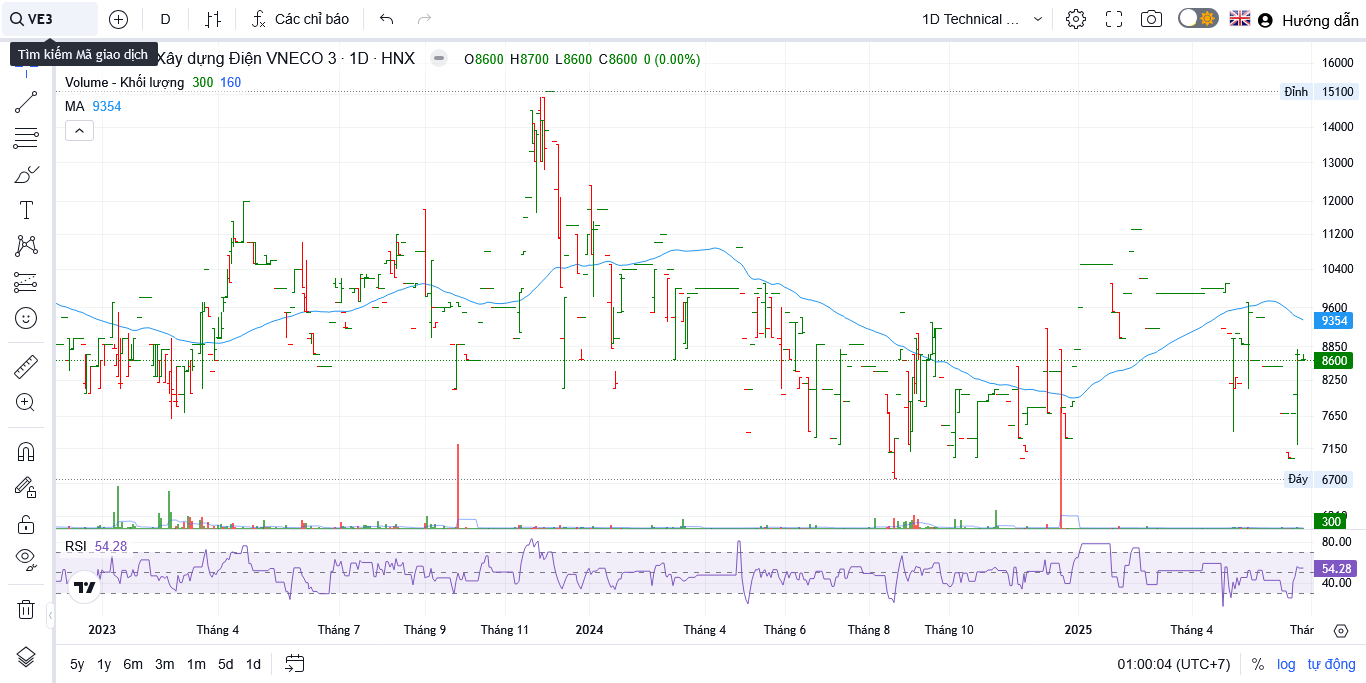 VE3 D Các chỉ báo 1D Technical ... Hướng dẫn
Tìm kiếm Mã giao dịch Xây dựng Điện VNECO 3 · 1D · HNX O8600 H8700 L8600 C8600 0 (0.00%)
Volume - Khối lượng 300 160
MA 9354
16000
Đỉnh 15100
14000
13000
12000
11200
10400
9600
9354
8850
8600
8250
7650
7150
Đáy 6700
300
RSI 54.28
80.00
54.28
40.00
2023 Tháng 4 Tháng 7 Tháng 9 Tháng 11 2024 Tháng 4 Tháng 6 Tháng 8 Tháng 10 2025 Tháng 4 Thár
5y 1y 6m 3m 1m 5d 1d 01:00:04 (UTC+7) % log tự động